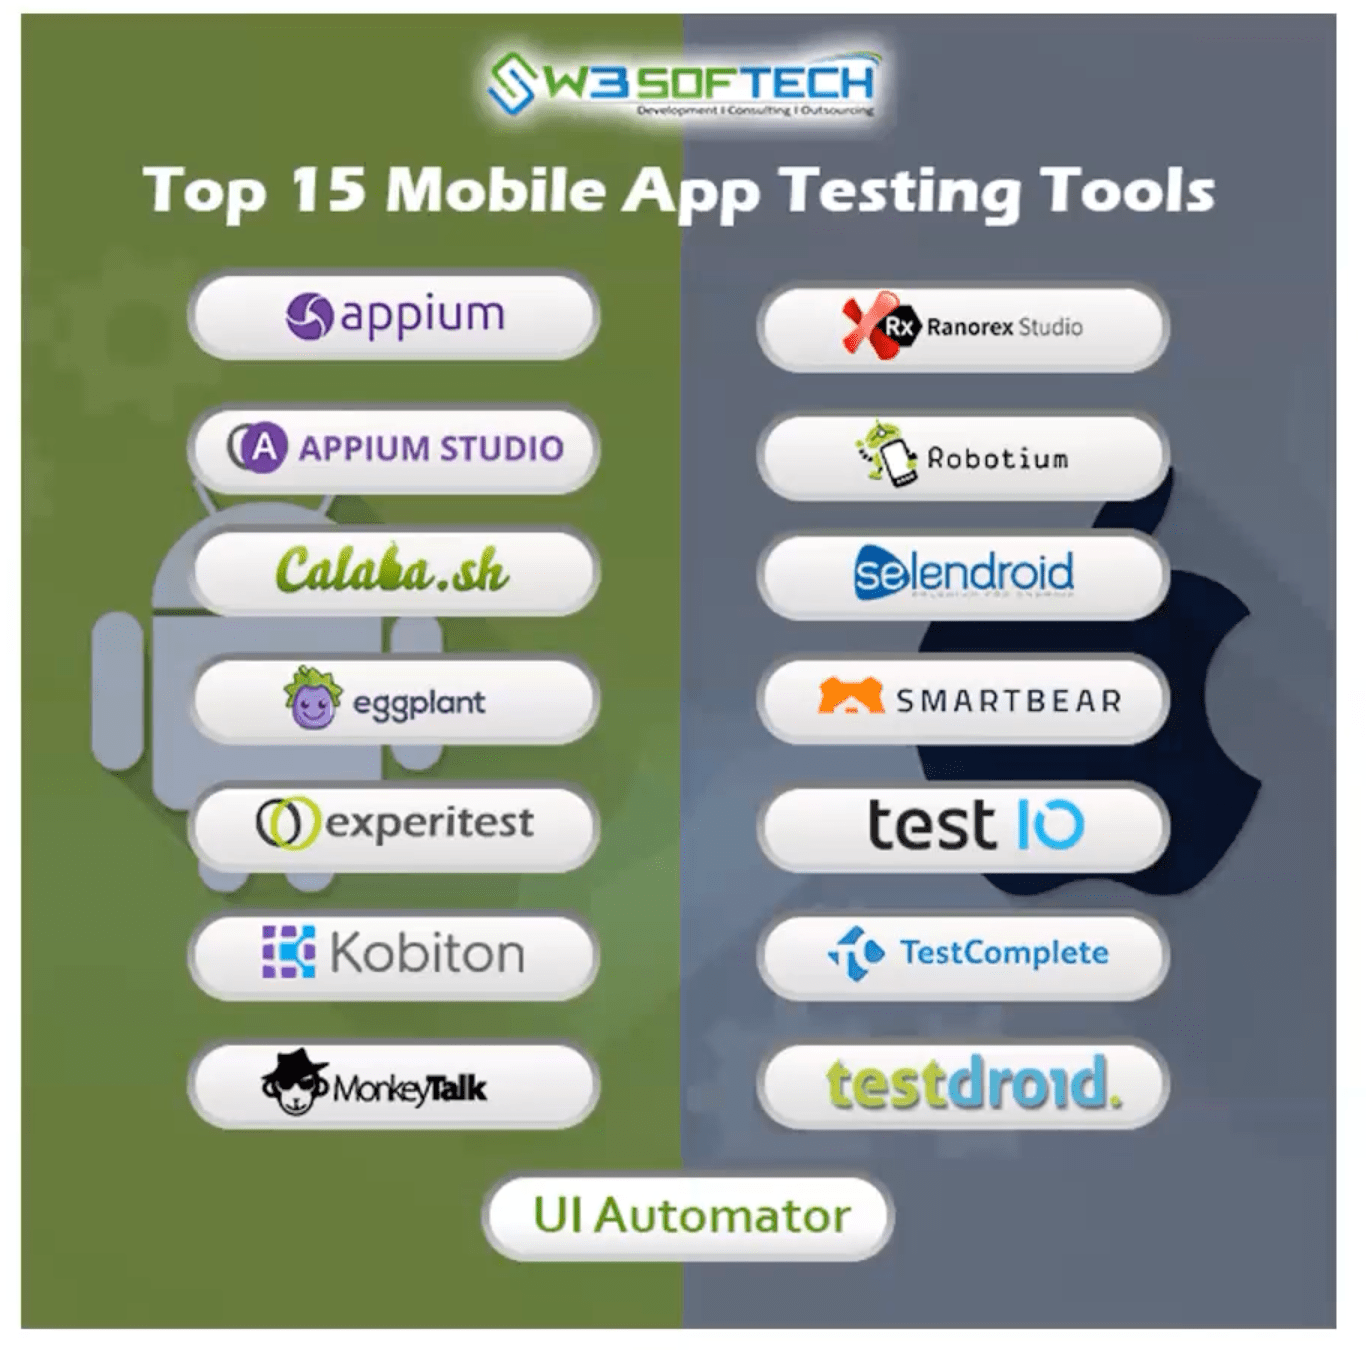 W3SOFTECH
Development | Consulting | Outsourcing
Top 15 Mobile App Testing Tools
appium
A APPIUM STUDIO
Calaba.sh
eggplant
experitest
Kobiton
MonkeyTalk
Rx Ranorex Studio
Robotium
selendroid
SMARTBEAR
test IO
TestComplete
testdroid.
UI Automator